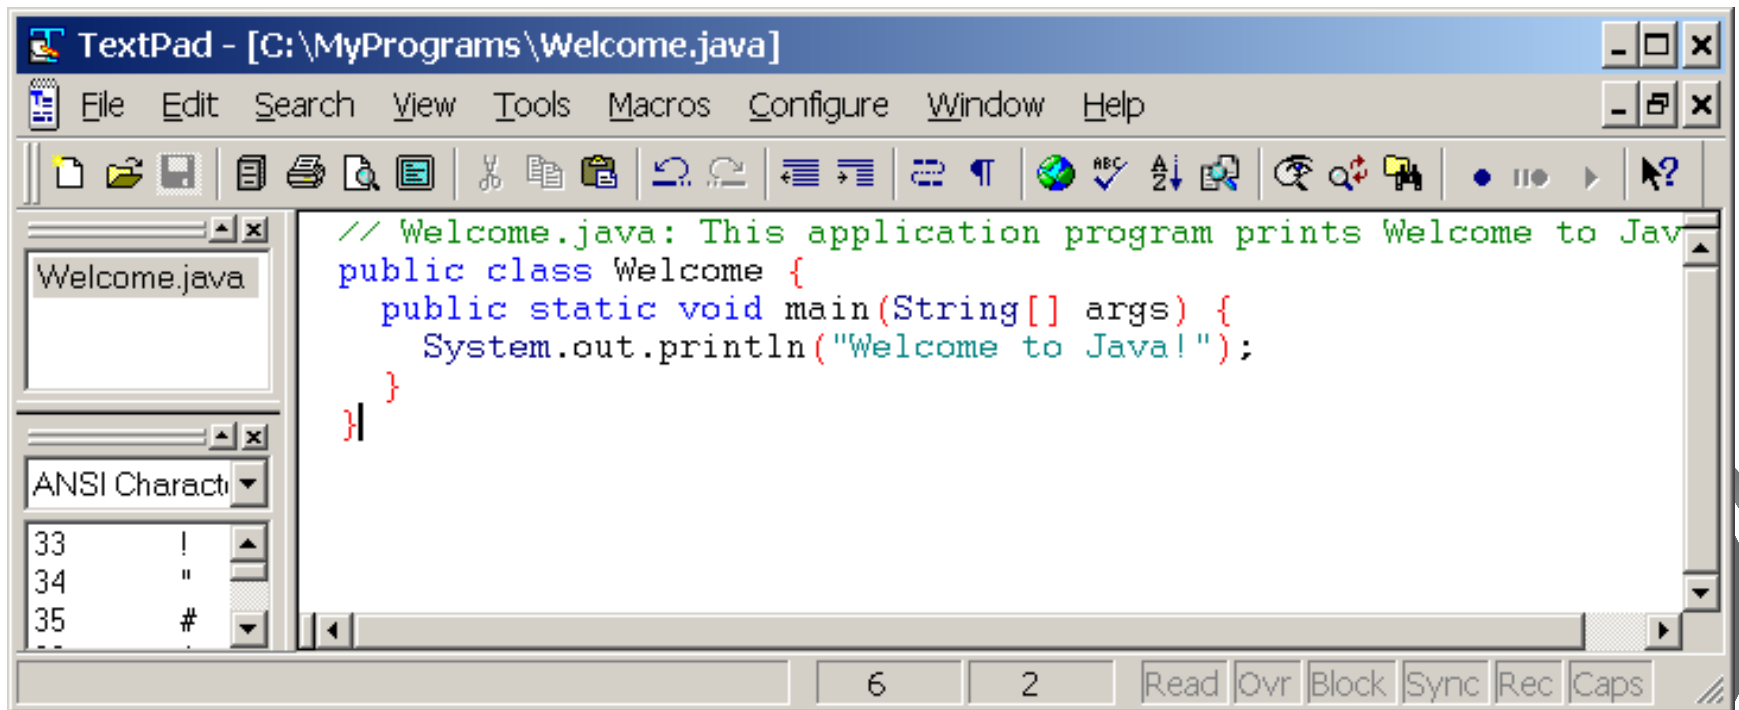 TextPad - [C:\MyPrograms\Welcome.java]
File Edit Search View Tools Macros Configure Window Help
Welcome.java
// Welcome.java: This application program prints Welcome to Jav
public class Welcome {
  public static void main(String[] args) {
    System.out.println("Welcome to Java!");
  }
}
ANSI Charact
33 !
34 "
35 #
6 2 Read Ovr Block Sync Rec Caps